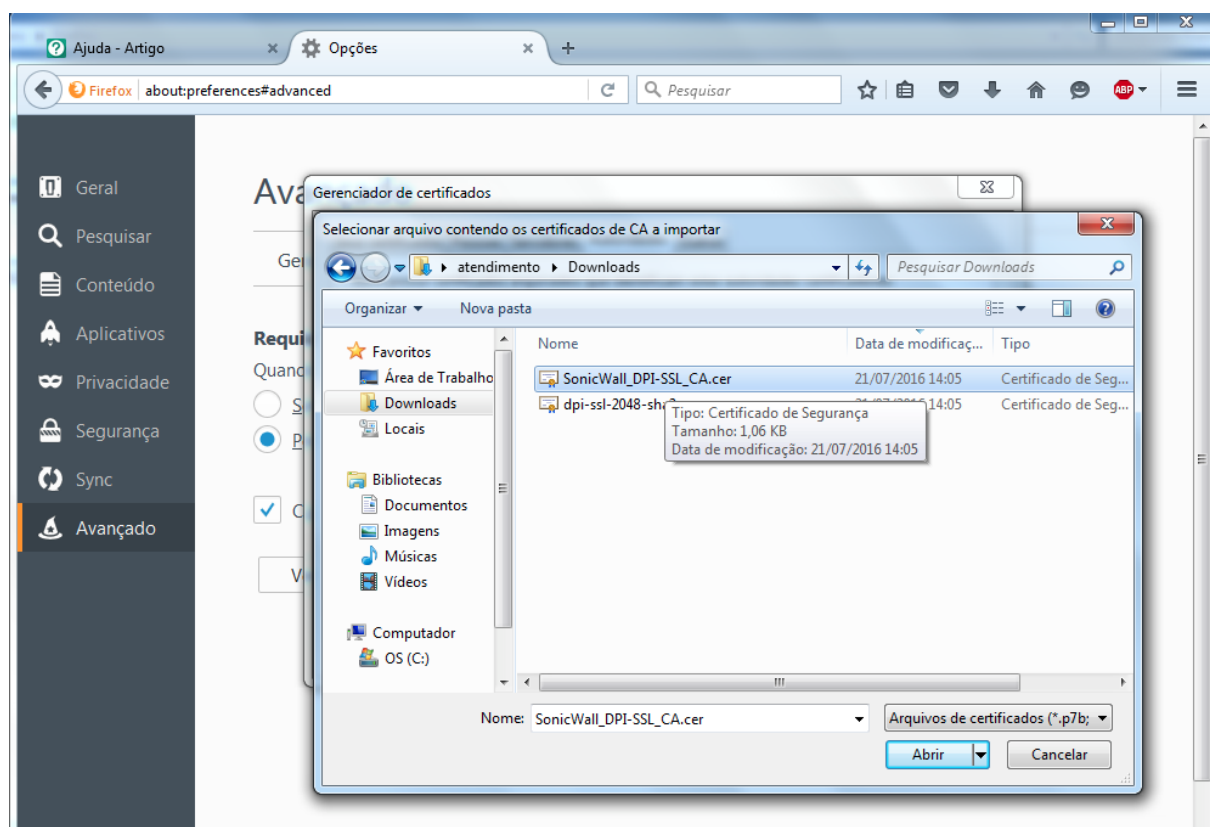 Ajuda - Artigo
Opções
Firefox
about:preferences#advanced
Pesquisar
ABP
Geral
Pesquisar
Conteúdo
Aplicativos
Privacidade
Segurança
Sync
Avançado
Gerenciador de certificados
Selecionar arquivo contendo os certificados de CA a importar
atendimento
Downloads
Pesquisar Downloads
Organizar
Nova pasta
Favoritos
Área de Trabalho
Downloads
Locais
Bibliotecas
Documentos
Imagens
Músicas
Vídeos
Computador
OS (C:)
Nome
Data de modificaç...
Tipo
SonicWall_DPI-SSL_CA.cer
21/07/2016 14:05
Certificado de Seg...
dpi-ssl-2048-sha
14:05
Certificado de Seg...
Tipo: Certificado de Segurança
Tamanho: 1,06 KB
Data de modificação: 21/07/2016 14:05
Nome:
SonicWall_DPI-SSL_CA.cer
Arquivos de certificados (*.p7b;
Abrir
Cancelar